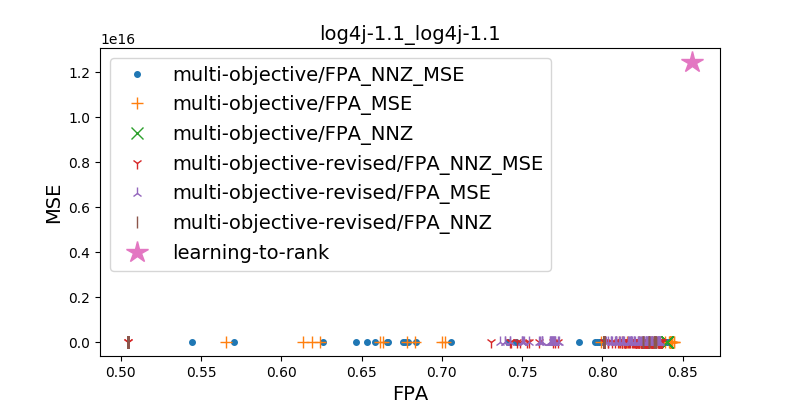 log4j-1.1_log4j-1.1
1e16
1.2
1.0
0.8
0.6
0.4
0.2
0.0
MSE
multi-objective/FPA_NNZ_MSE
multi-objective/FPA_MSE
multi-objective/FPA_NNZ
multi-objective-revised/FPA_NNZ_MSE
multi-objective-revised/FPA_MSE
multi-objective-revised/FPA_NNZ
learning-to-rank
0.50 0.55 0.60 0.65 0.70 0.75 0.80 0.85
FPA